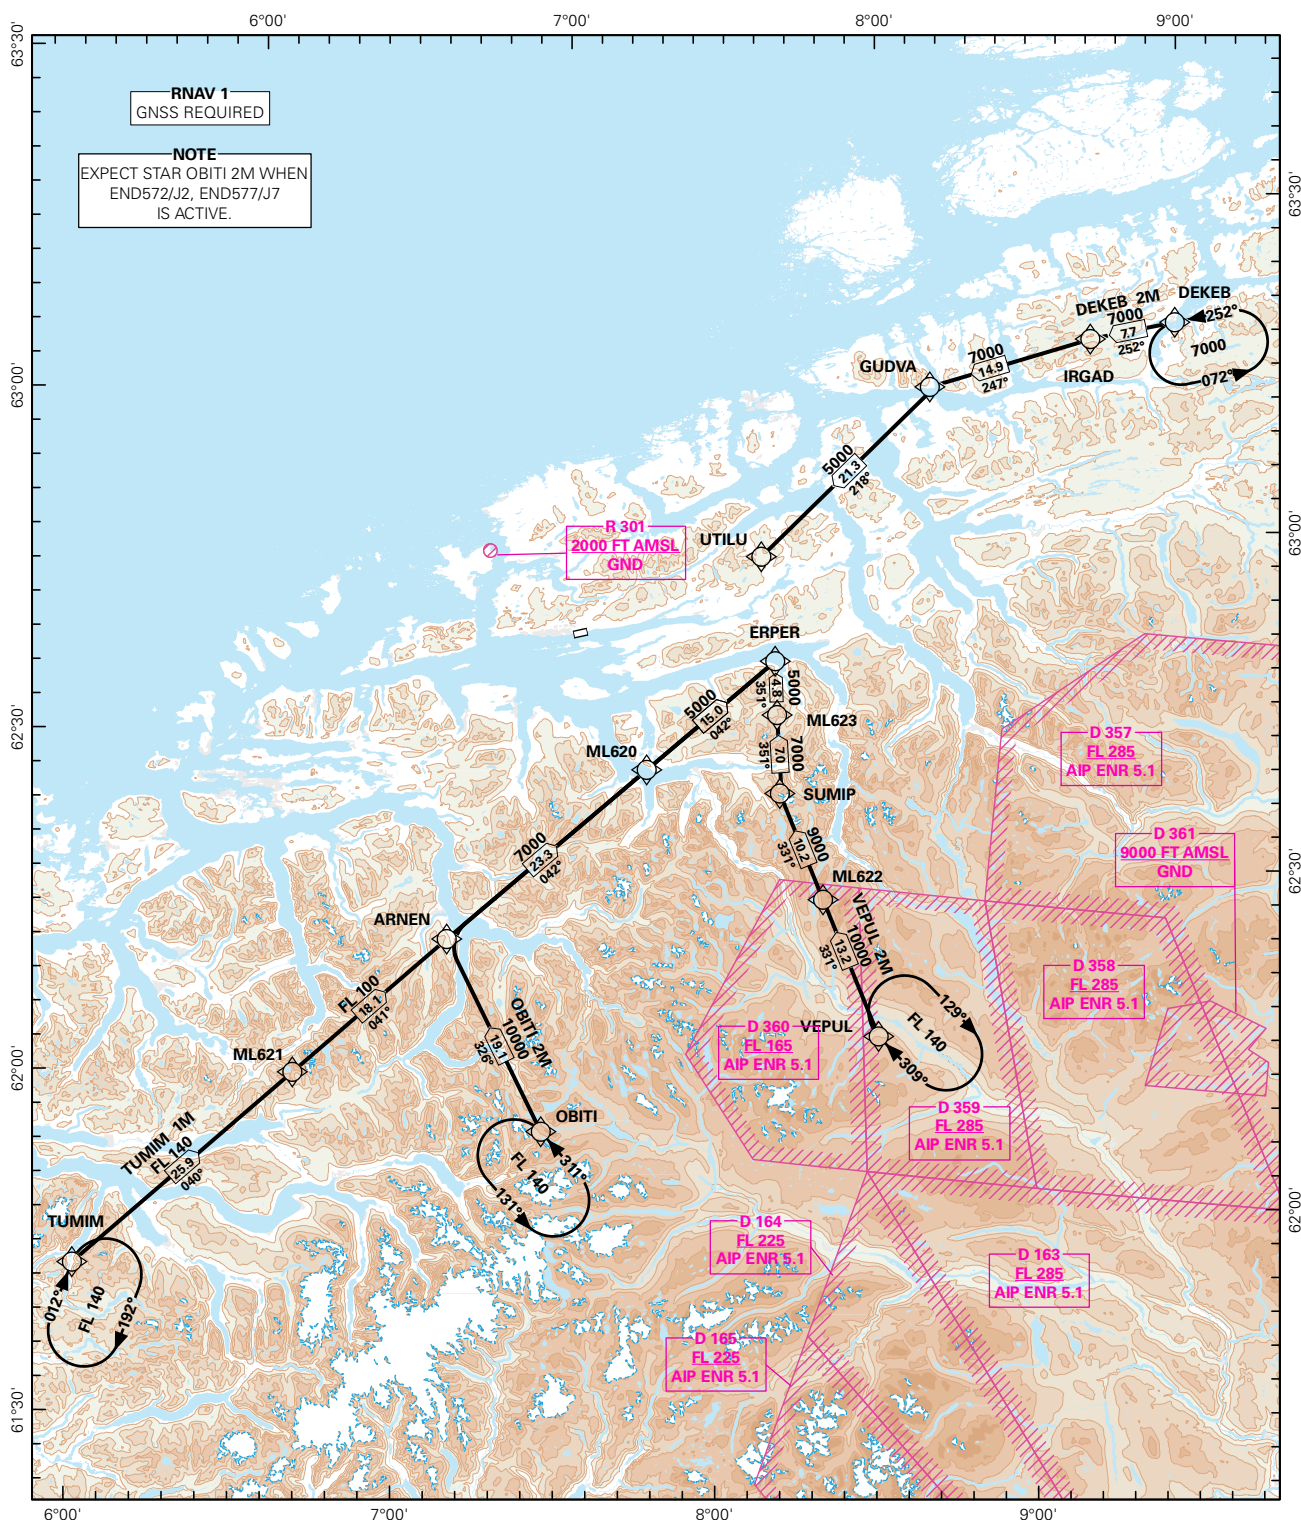 6°00'
7°00'
8°00'
9°00'
63°30'
RNAV 1
GNSS REQUIRED
NOTE
EXPECT STAR OBITI 2M WHEN
END572/J2, END577/J7
IS ACTIVE.
63°30'
DEKEB 2M
DEKEB
7000
7.7
252°
252°
7000
072°
IRGAD
7000
14.9
247°
GUDVA
63°00'
5000
21.3
218°
UTILU
63°00'
R 301
2000 FT AMSL
GND
ERPER
5000
4.8
351°
ML623
7000
7.0
351°
SUMIP
5000
15.0
042°
ML620
62°30'
D 357
FL 285
AIP ENR 5.1
D 361
9000 FT AMSL
GND
62°30'
9000
10.2
331°
ML622
VEPUL 2M
10000
13.2
331°
7000
23.3
042°
ARNEN
D 358
FL 285
AIP ENR 5.1
FL 100
18.1
041°
ML621
OBITI 2M
10000
19.1
326°
VEPUL
129°
FL 140
309°
D 360
FL 165
AIP ENR 5.1
62°00'
D 359
FL 285
AIP ENR 5.1
OBITI
311°
FL 140
131°
TUMIM 1M
FL 140
25.9
040°
TUMIM
012°
FL 140
192°
62°00'
D 164
FL 225
AIP ENR 5.1
D 163
FL 285
AIP ENR 5.1
D 165
FL 225
AIP ENR 5.1
61°30'
6°00'
7°00'
8°00'
9°00'